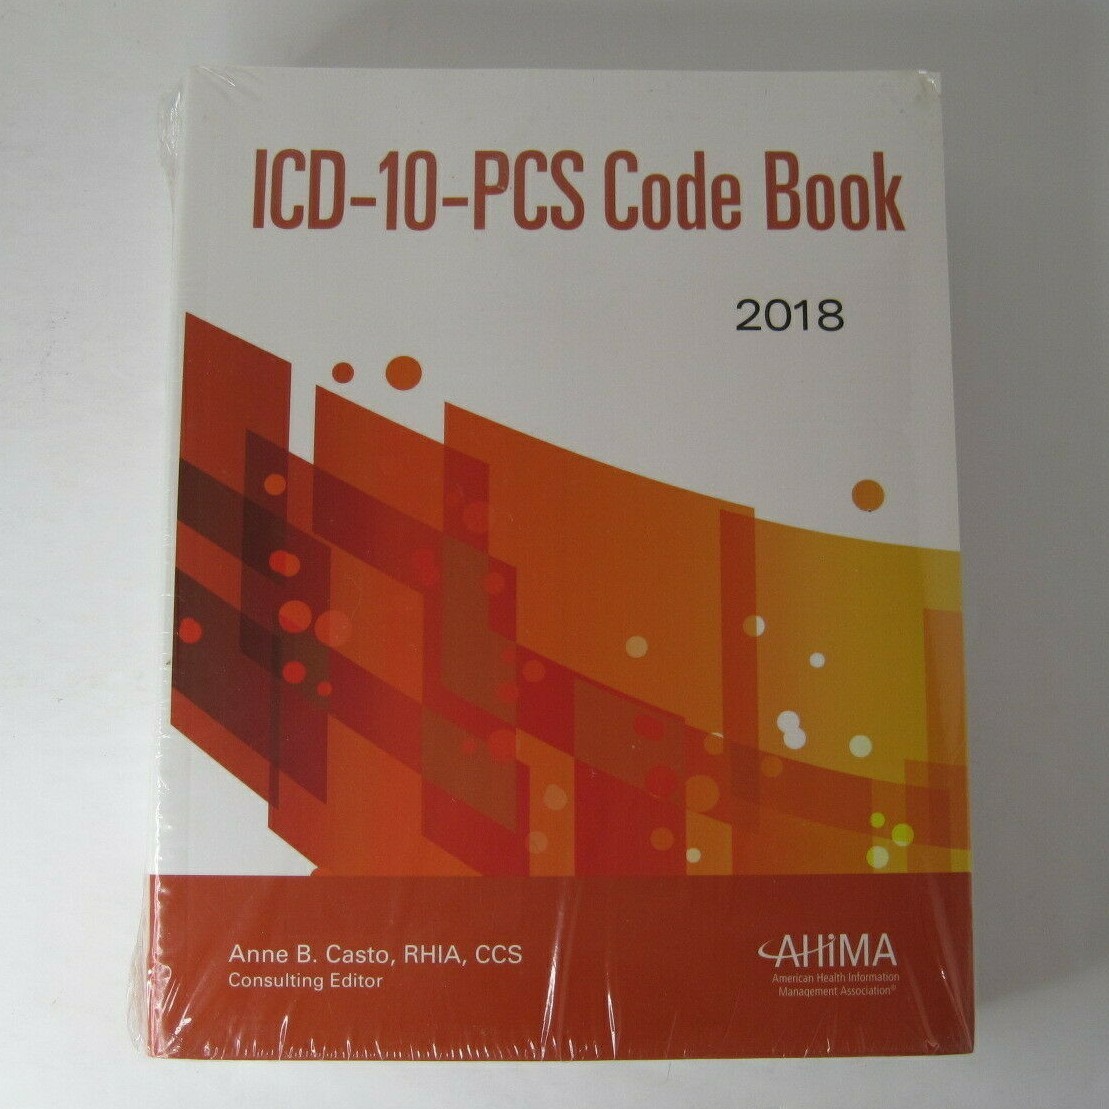 ICD-10-PCS Code Book
2018
Anne B. Casto, RHIA, CCS
Consulting Editor
AHiMA
American Health Information
Management Association®